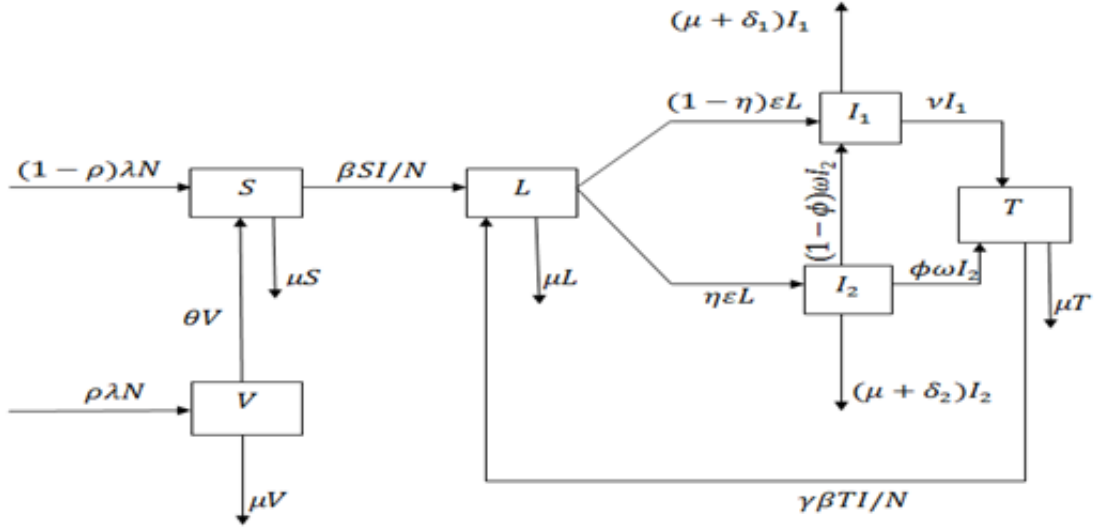 (μ + δ₁)I₁
(1 − η)εL
I₁
νI₁
(1 − ρ)λN
S
βSI/N
L
(1 − ϕ)ωI₂
T
μS
μL
ηεL
I₂
ϕωI₂
μT
θV
ρλN
V
(μ + δ₂)I₂
μV
γβTI/N